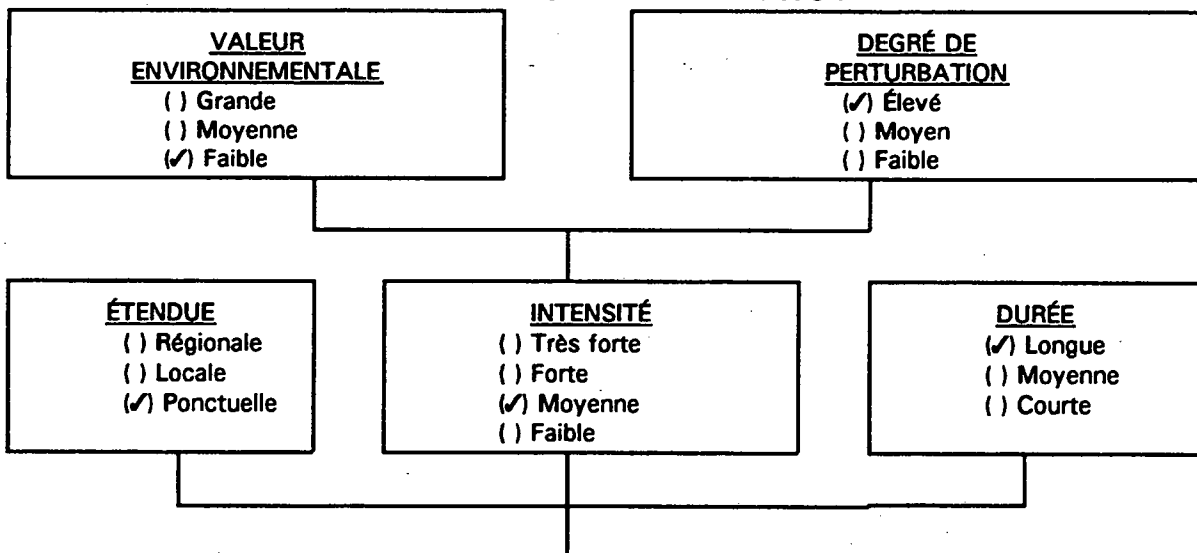 VALEUR
ENVIRONNEMENTALE
( ) Grande
( ) Moyenne
(✓) Faible
DEGRÉ DE
PERTURBATION
(✓) Élevé
( ) Moyen
( ) Faible
ÉTENDUE
( ) Régionale
( ) Locale
(✓) Ponctuelle
INTENSITÉ
( ) Très forte
( ) Forte
(✓) Moyenne
( ) Faible
DURÉE
(✓) Longue
( ) Moyenne
( ) Courte